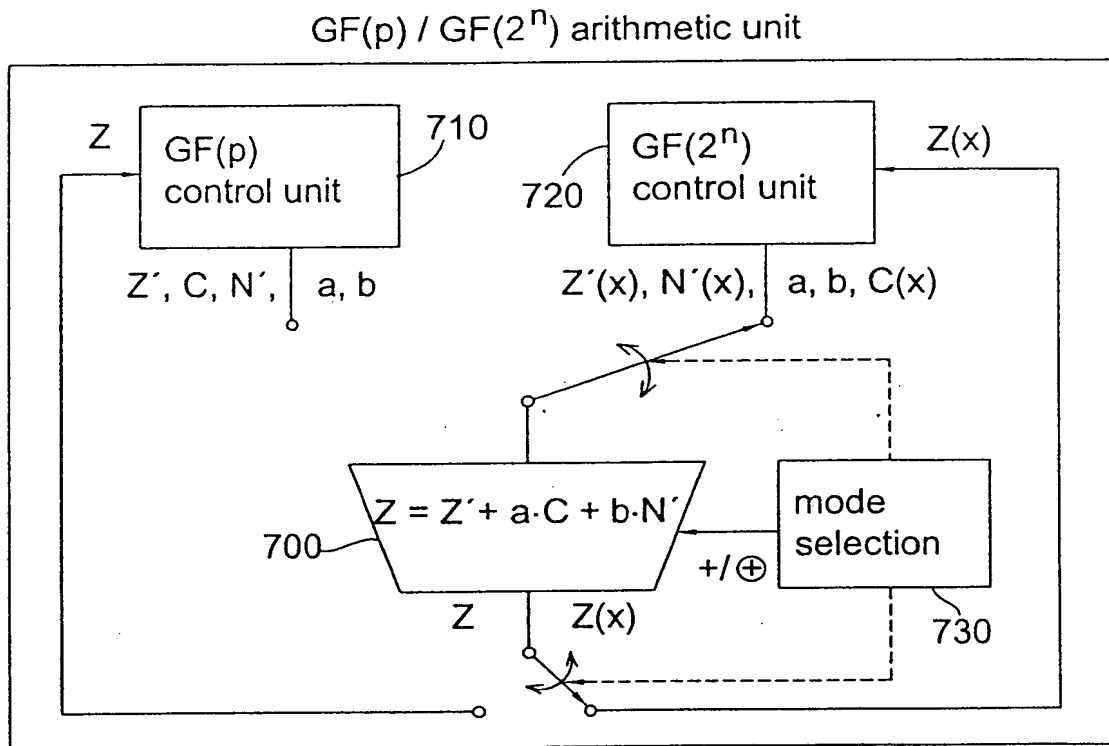 GF(p) / GF(2ⁿ) arithmetic unit
Z
GF(p)
control unit
710
720
GF(2ⁿ)
control unit
Z(x)
Z´, C, N´, a, b
Z´(x), N´(x), a, b, C(x)
Z = Z´+ a·C + b·N´
700
+/⊕
mode
selection
730
Z Z(x)